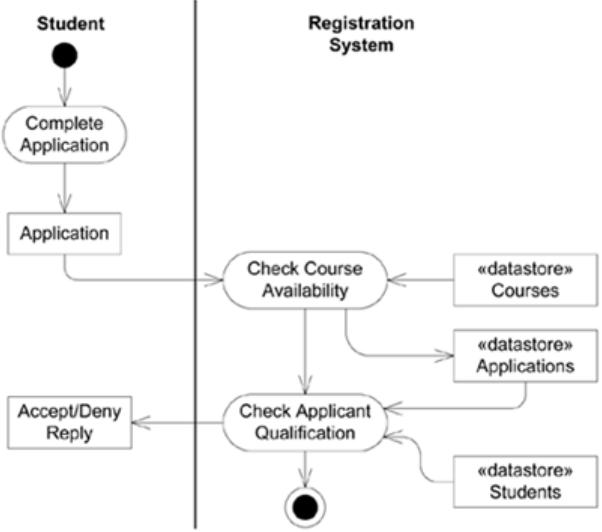 Student
Registration
System
Complete
Application
Application
Check Course
Availability
«datastore»
Courses
«datastore»
Applications
Accept/Deny
Reply
Check Applicant
Qualification
«datastore»
Students